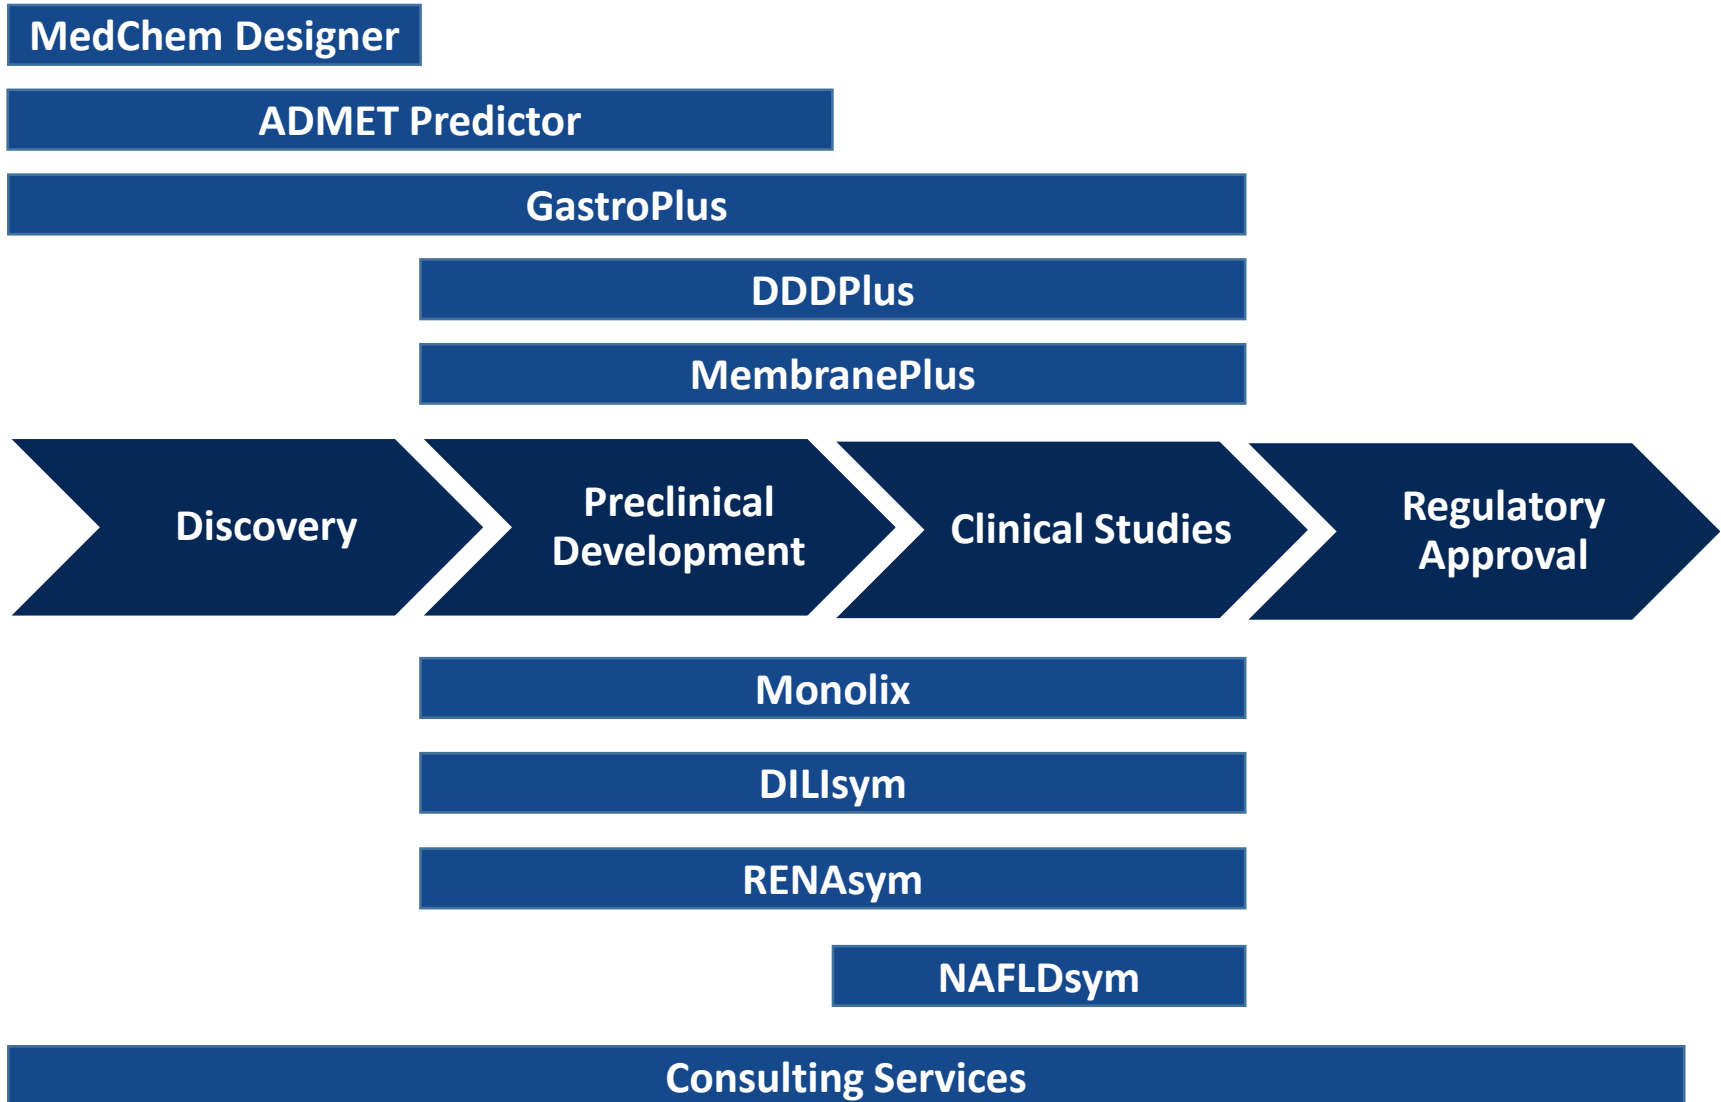 MedChem Designer
ADMET Predictor
GastroPlus
DDDPlus
MembranePlus
Discovery
Preclinical
Development
Clinical Studies
Regulatory
Approval
Monolix
DILIsym
RENAsym
NAFLDsym
Consulting Services